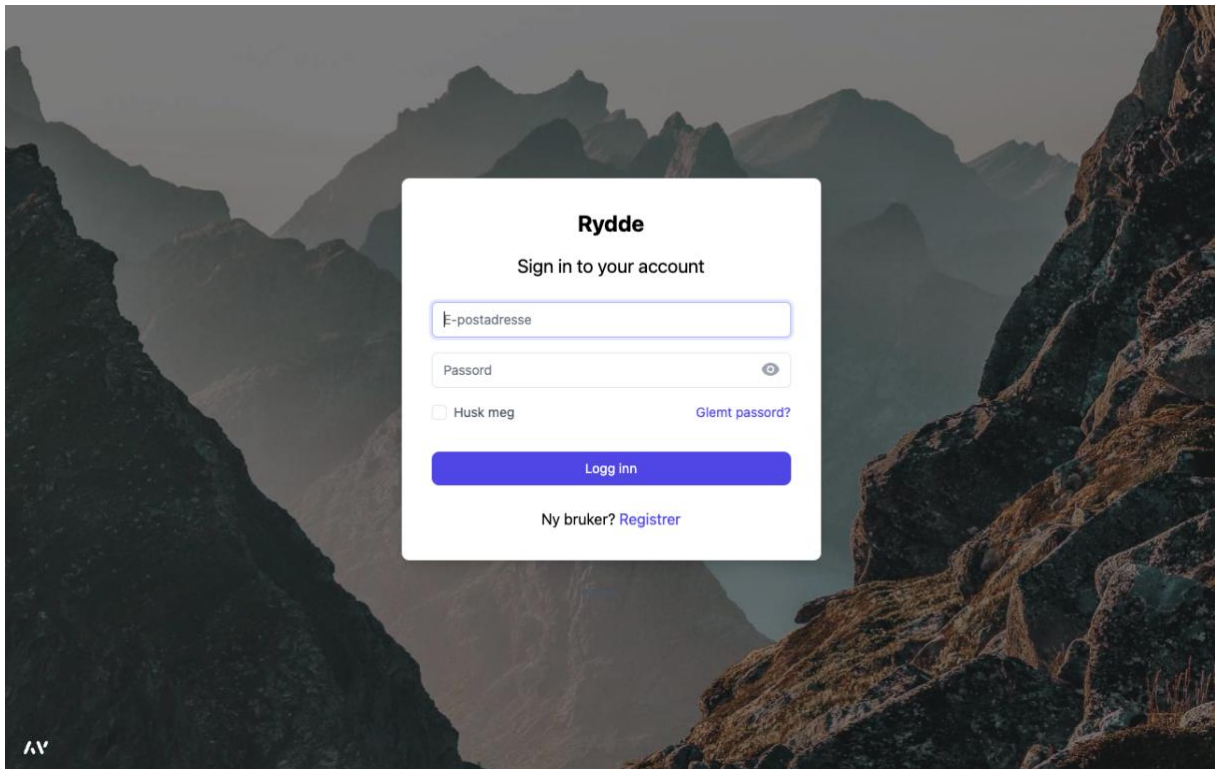 Rydde
Sign in to your account
E-postadresse
Passord
Husk meg
Glemt passord?
Logg inn
Ny bruker? Registrer